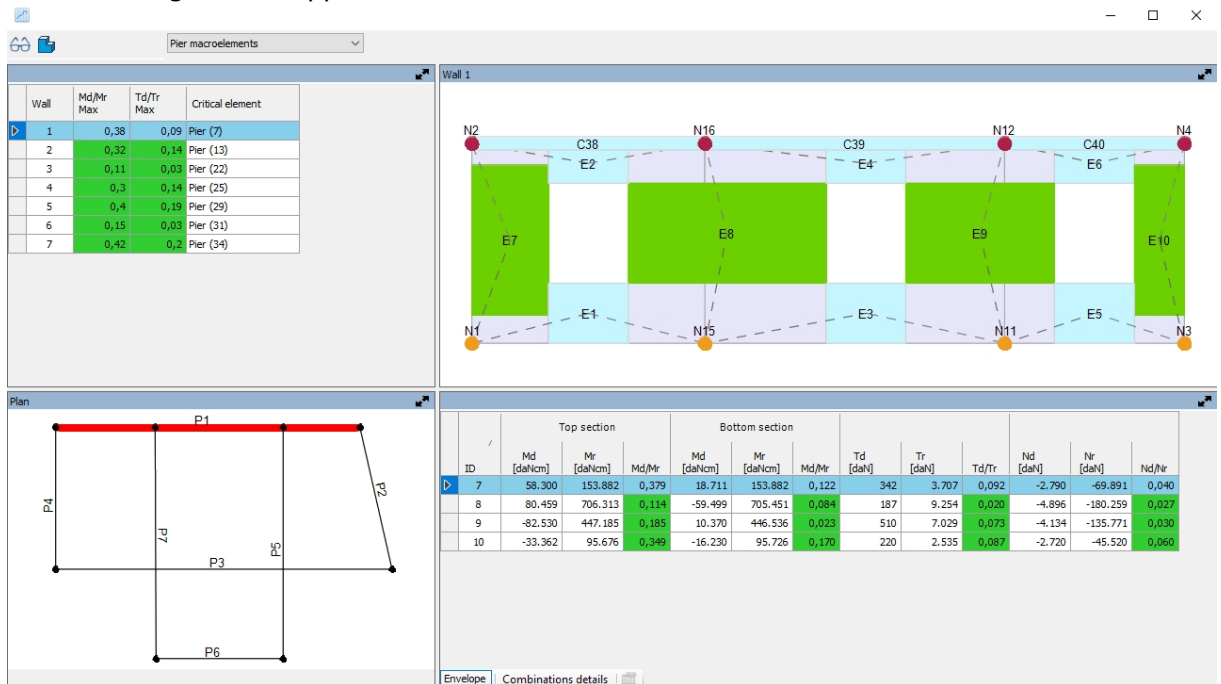 Pier macroelements
Wall Md/Mr Max Td/Tr Max Critical element
1 0,38 0,09 Pier (7)
2 0,32 0,14 Pier (13)
3 0,11 0,03 Pier (22)
4 0,3 0,14 Pier (25)
5 0,4 0,19 Pier (29)
6 0,15 0,03 Pier (31)
7 0,42 0,2 Pier (34)
Wall 1
N2 N16 N12 N4
C38 C39 C40
E2 E4 E6
E7 E8 E9 E10
E1 E3 E5
N1 N15 N11 N3
Plan
P1
P4 P2
P7 P5
P3
P6
Top section Bottom section
ID Md [daNcm] Mr [daNcm] Md/Mr Md [daNcm] Mr [daNcm] Md/Mr Td [daN] Tr [daN] Td/Tr Nd [daN] Nr [daN] Nd/Nr
7 58.300 153.882 0,379 18.711 153.882 0,122 342 3.707 0,092 -2.790 -69.891 0,040
8 80.459 706.313 0,114 -59.499 705.451 0,084 187 9.254 0,020 -4.896 -180.259 0,027
9 -82.530 447.185 0,185 10.370 446.536 0,023 510 7.029 0,073 -4.134 -135.771 0,030
10 -33.362 95.676 0,349 -16.230 95.726 0,170 220 2.535 0,087 -2.720 -45.520 0,060
Envelope Combinations details